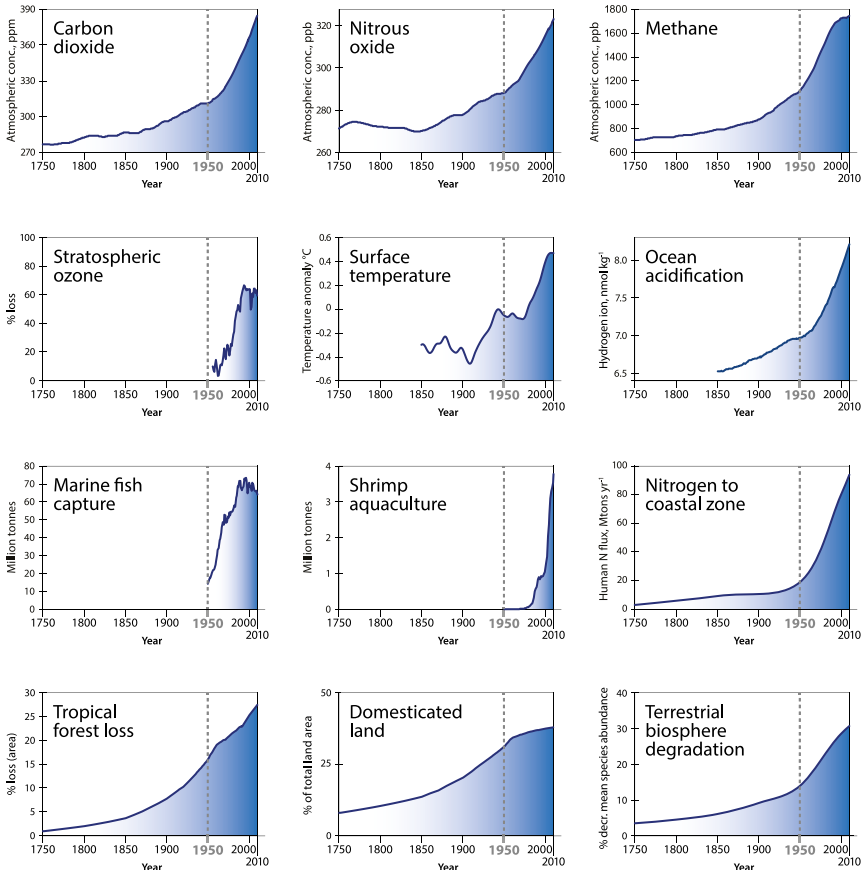 Carbon
dioxide
Atmospheric conc., ppm
390
360
330
300
270
1750 1800 1850 1900 1950 2000 2010
Year
Nitrous
oxide
Atmospheric conc., ppb
320
300
280
260
1750 1800 1850 1900 1950 2000 2010
Year
Methane
Atmospheric conc., ppb
1800
1600
1400
1200
1000
800
600
1750 1800 1850 1900 1950 2000 2010
Year
Stratospheric
ozone
% loss
100
80
60
40
20
0
1750 1800 1850 1900 1950 2000 2010
Year
Surface
temperature
Temperature anomaly °C
0.6
0.4
0.2
0
-0.2
-0.4
-0.6
1750 1800 1850 1900 1950 2000 2010
Year
Ocean
acidification
Hydrogen ion, nmol kg⁻¹
8.0
7.5
7.0
6.5
1750 1800 1850 1900 1950 2000 2010
Year
Marine fish
capture
Million tonnes
80
70
60
50
40
30
20
10
0
1750 1800 1850 1900 1950 2000 2010
Year
Shrimp
aquaculture
Million tonnes
4
3
2
1
0
1750 1800 1850 1900 1950 2000 2010
Year
Nitrogen to
coastal zone
Human N flux, Mtons yr⁻¹
100
80
60
40
20
0
1750 1800 1850 1900 1950 2000 2010
Year
Tropical
forest loss
% loss (area)
30
25
20
15
10
5
0
1750 1800 1850 1900 1950 2000 2010
Year
Domesticated
land
% of total land area
50
25
0
1750 1800 1850 1900 1950 2000 2010
Year
Terrestrial
biosphere
degradation
% decr. mean species abundance
40
30
20
10
0
1750 1800 1850 1900 1950 2000 2010
Year